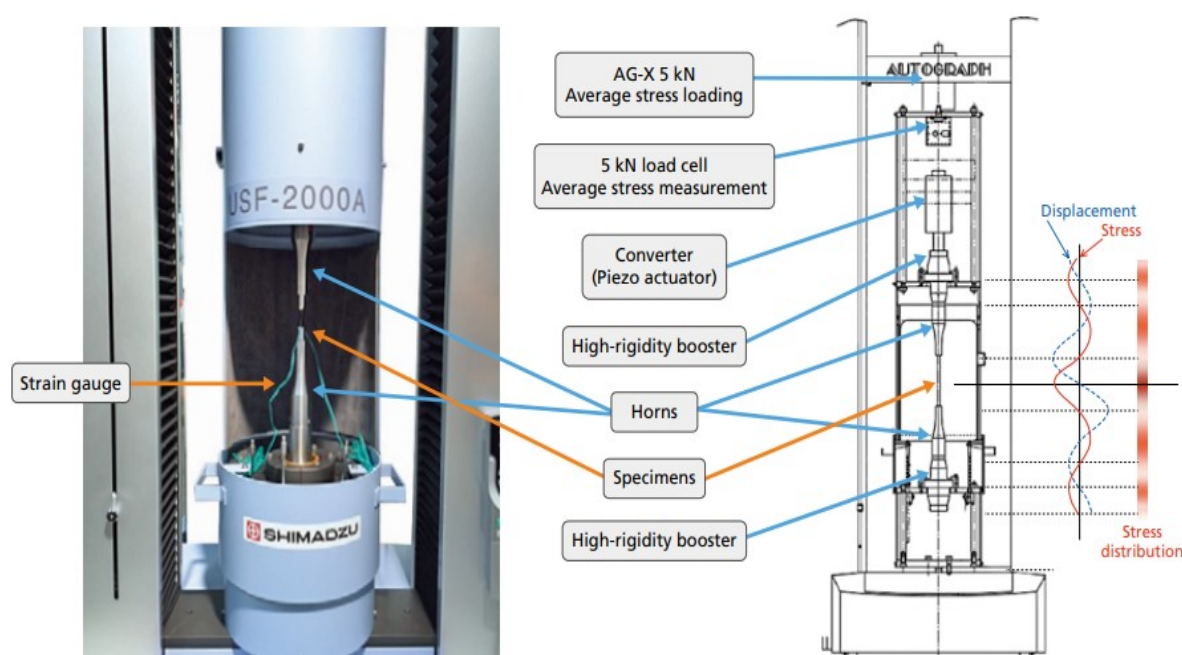 AG-X 5 kN
Average stress loading
AUTOGRAPH
5 kN load cell
Average stress measurement
USF-2000A
Displacement
Stress
Converter
(Piezo actuator)
High-rigidity booster
Strain gauge
Horns
Specimens
SHIMADZU
High-rigidity booster
Stress
distribution